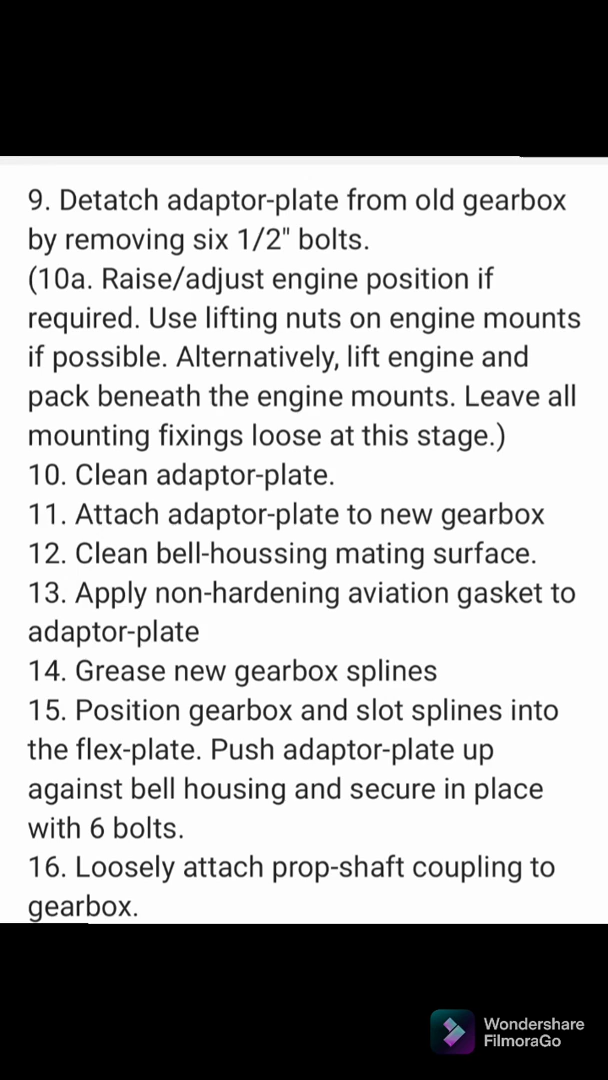 9. Detatch adaptor-plate from old gearbox
by removing six 1/2" bolts.
(10a. Raise/adjust engine position if
required. Use lifting nuts on engine mounts
if possible. Alternatively, lift engine and
pack beneath the engine mounts. Leave all
mounting fixings loose at this stage.)
10. Clean adaptor-plate.
11. Attach adaptor-plate to new gearbox
12. Clean bell-houssing mating surface.
13. Apply non-hardening aviation gasket to
adaptor-plate
14. Grease new gearbox splines
15. Position gearbox and slot splines into
the flex-plate. Push adaptor-plate up
against bell housing and secure in place
with 6 bolts.
16. Loosely attach prop-shaft coupling to
gearbox.
Wondershare
FilmoraGo